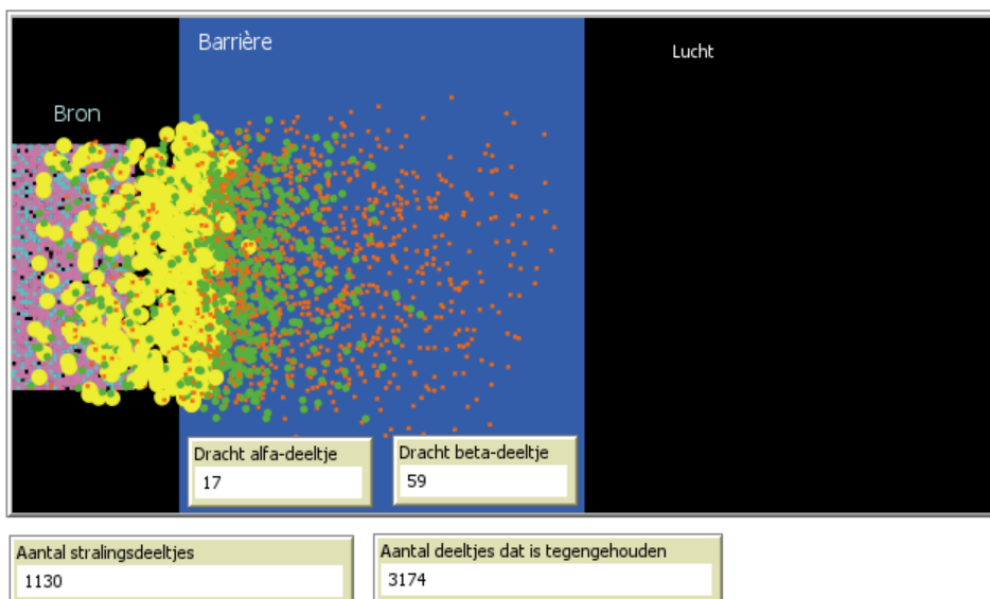 Barrière
Lucht
Bron
Dracht alfa-deeltje
17
Dracht beta-deeltje
59
Aantal stralingsdeeltjes
1130
Aantal deeltjes dat is tegengehouden
3174